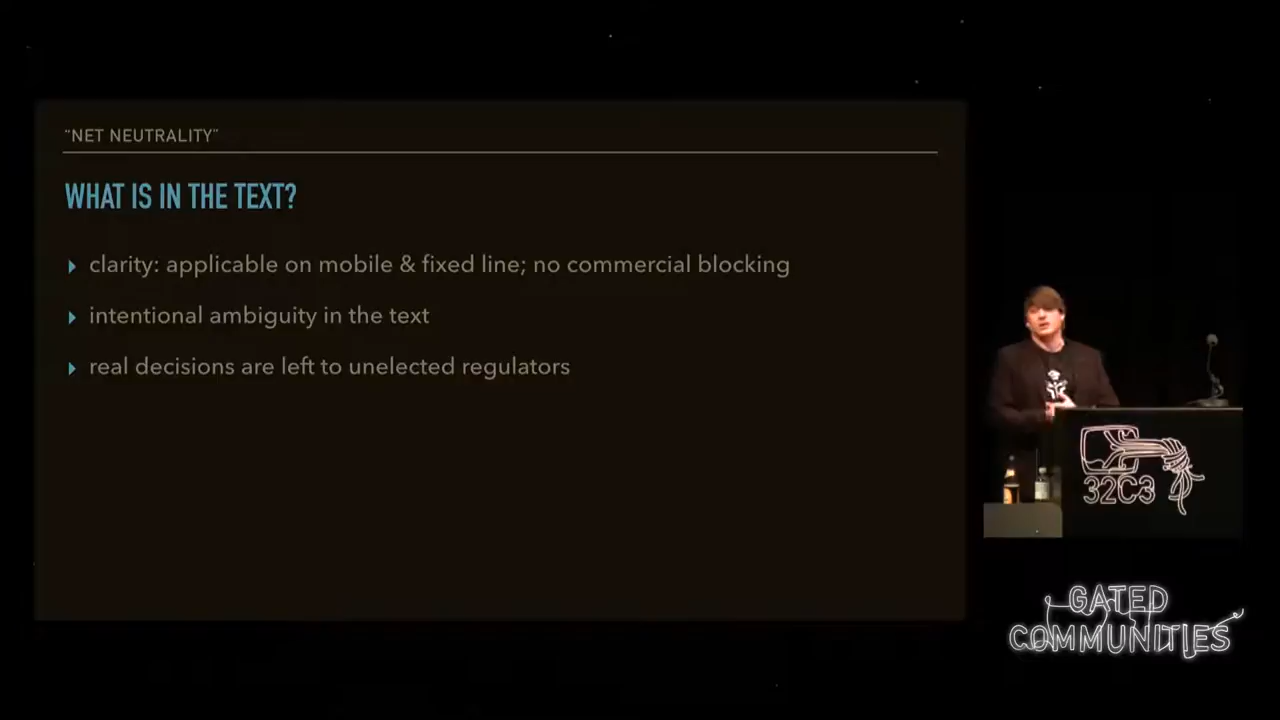 “NET NEUTRALITY”
WHAT IS IN THE TEXT?
clarity: applicable on mobile & fixed line; no commercial blocking
intentional ambiguity in the text
real decisions are left to unelected regulators
32C3
GATED
COMMUNITIES